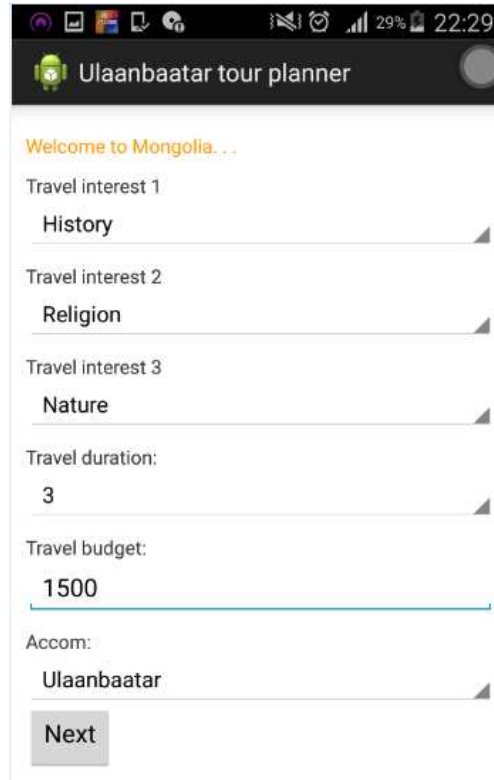 29% 22:29
Ulaanbaatar tour planner
Welcome to Mongolia. . .
Travel interest 1
History
Travel interest 2
Religion
Travel interest 3
Nature
Travel duration:
3
Travel budget:
1500
Accom:
Ulaanbaatar
Next